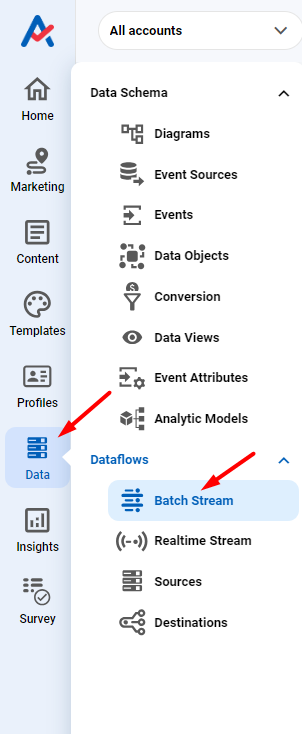 All accounts
Home
Marketing
Content
Templates
Profiles
Data
Insights
Survey
Data Schema
Diagrams
Event Sources
Events
Data Objects
Conversion
Data Views
Event Attributes
Analytic Models
Dataflows
Batch Stream
Realtime Stream
Sources
Destinations